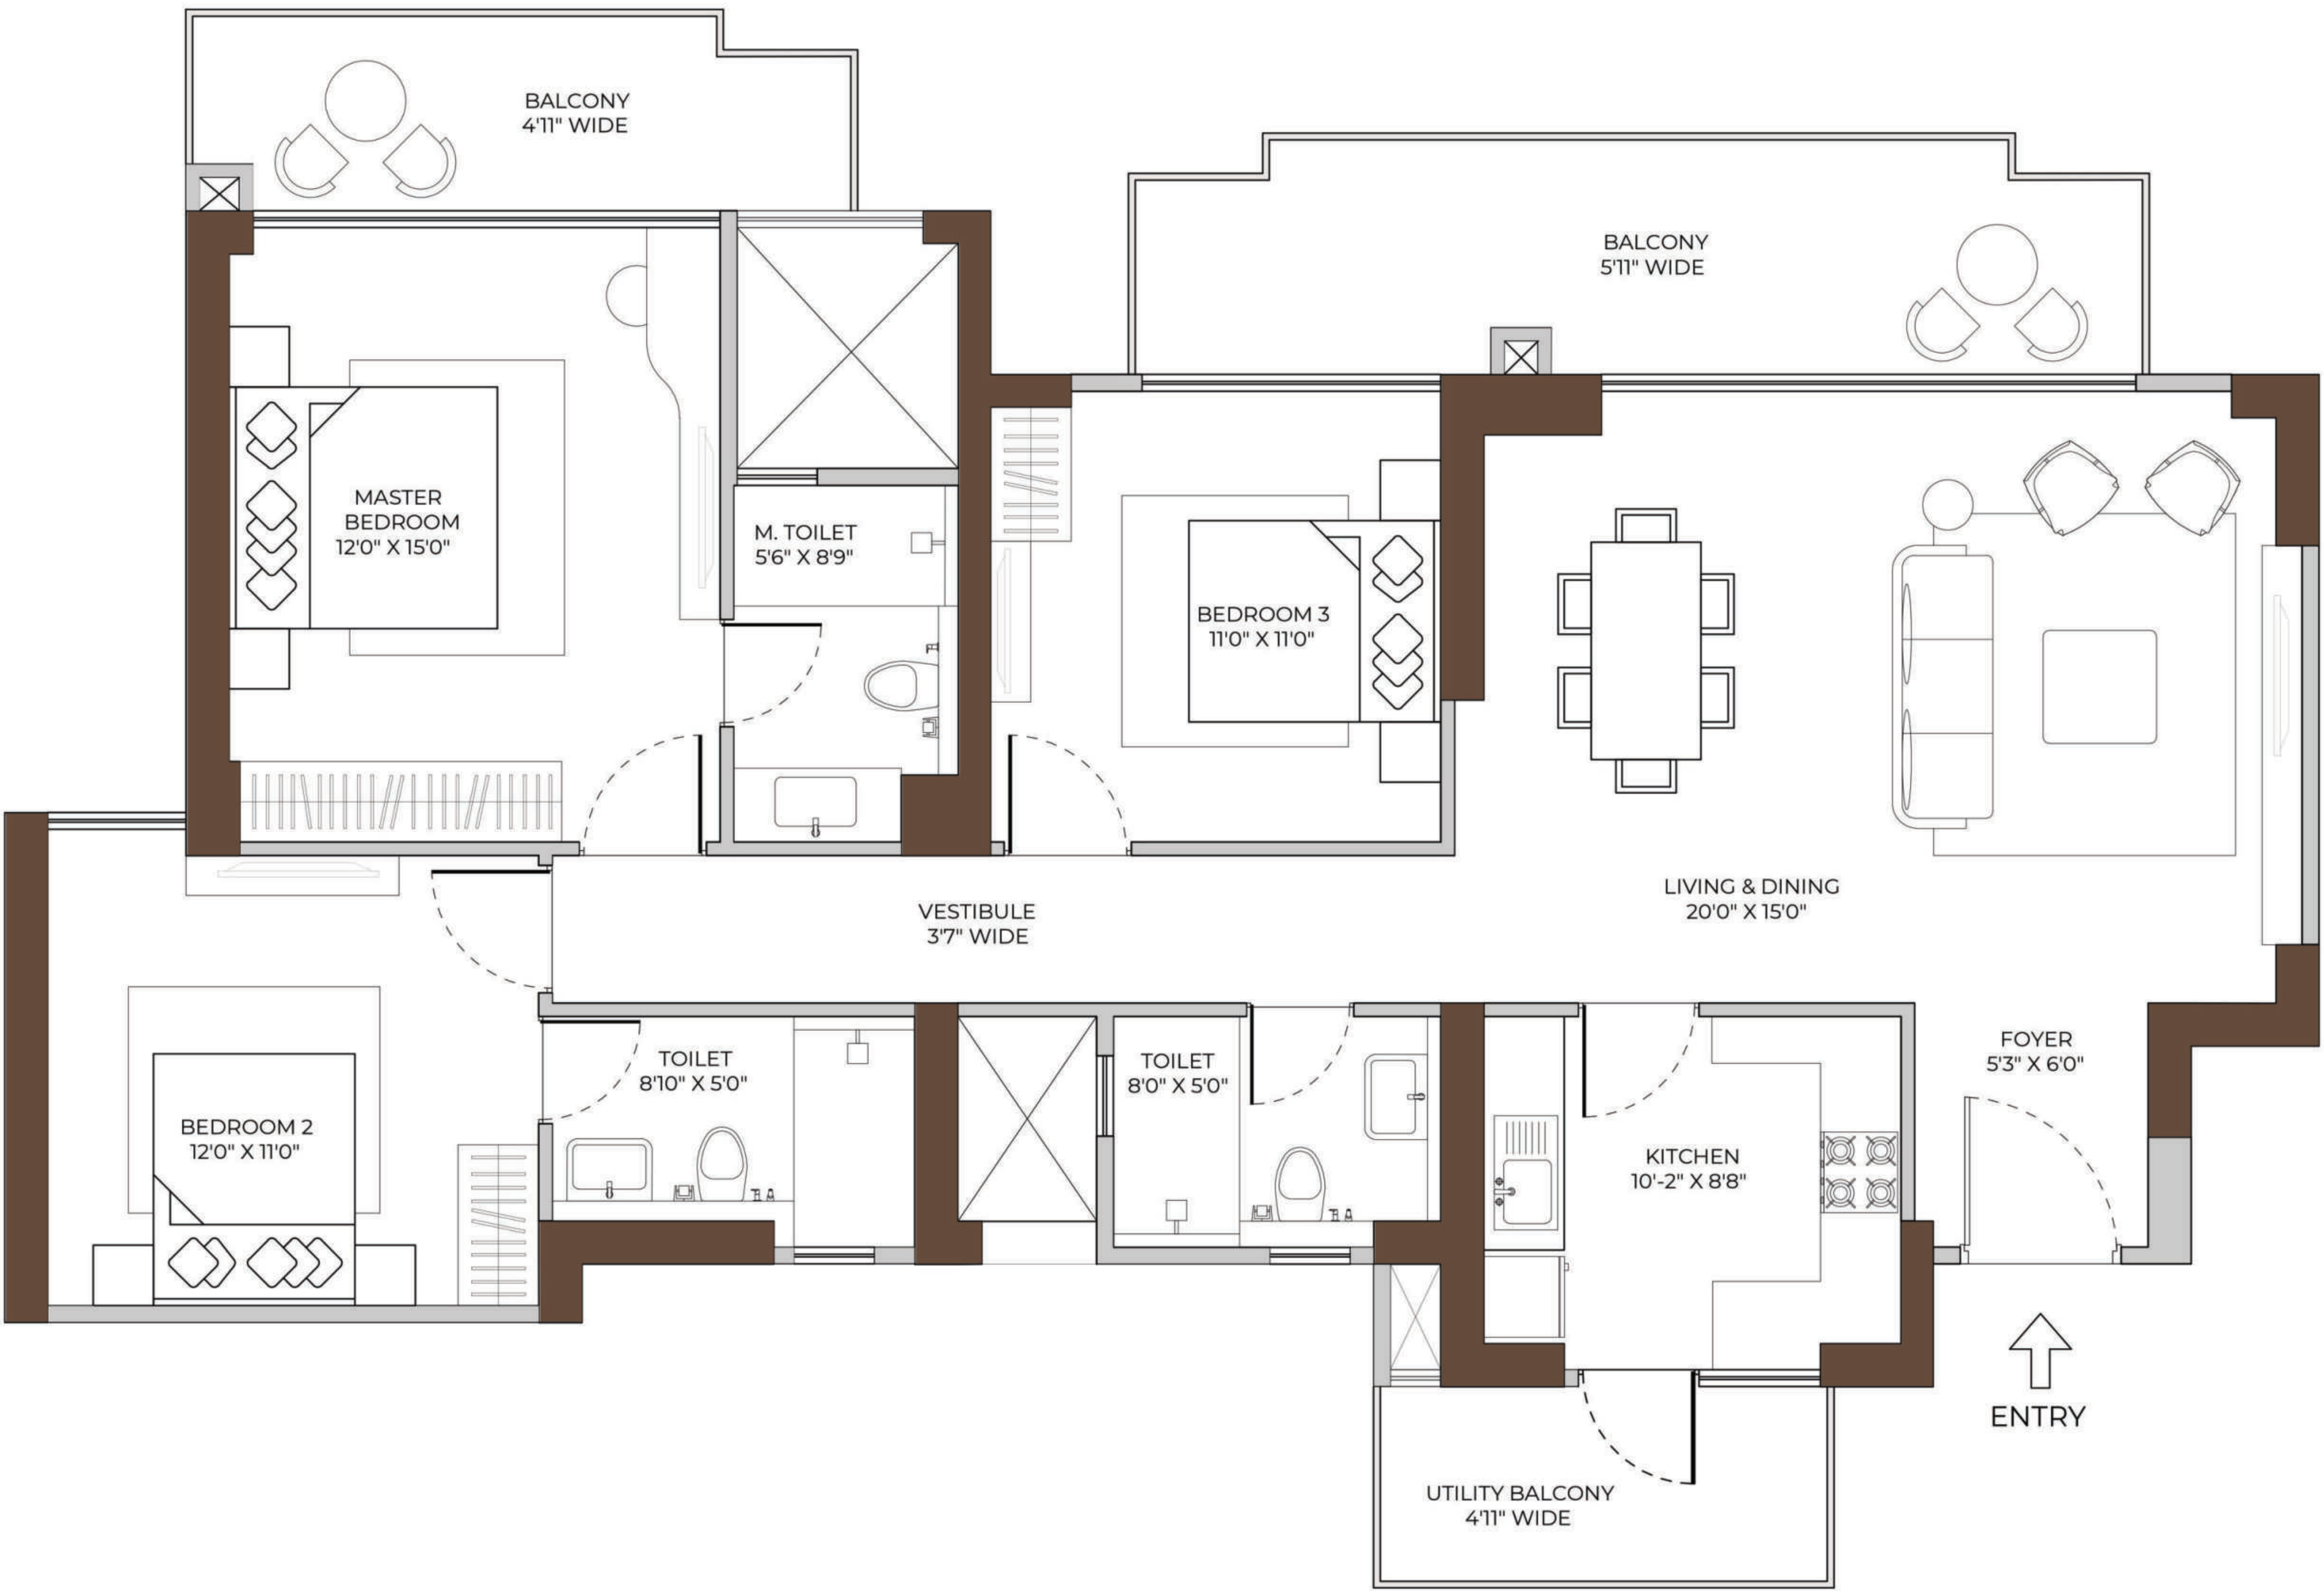 BALCONY
4'11" WIDE
BALCONY
5'11" WIDE
MASTER
BEDROOM
12'0" X 15'0"
M. TOILET
5'6" X 8'9"
BEDROOM 3
11'0" X 11'0"
VESTIBULE
3'7" WIDE
LIVING & DINING
20'0" X 15'0"
BEDROOM 2
12'0" X 11'0"
TOILET
8'10" X 5'0"
TOILET
8'0" X 5'0"
KITCHEN
10'-2" X 8'8"
FOYER
5'3" X 6'0"
ENTRY
UTILITY BALCONY
4'11" WIDE